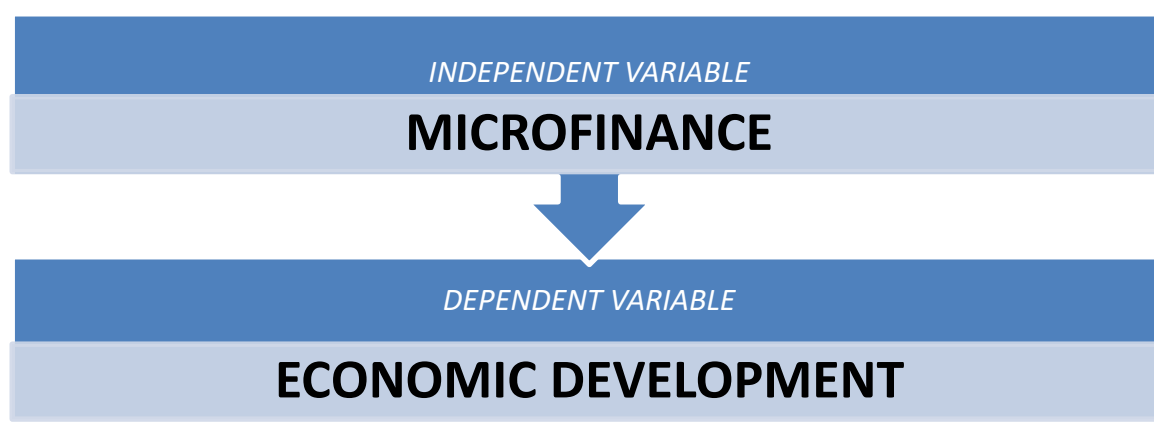 INDEPENDENT VARIABLE
MICROFINANCE
DEPENDENT VARIABLE
ECONOMIC DEVELOPMENT